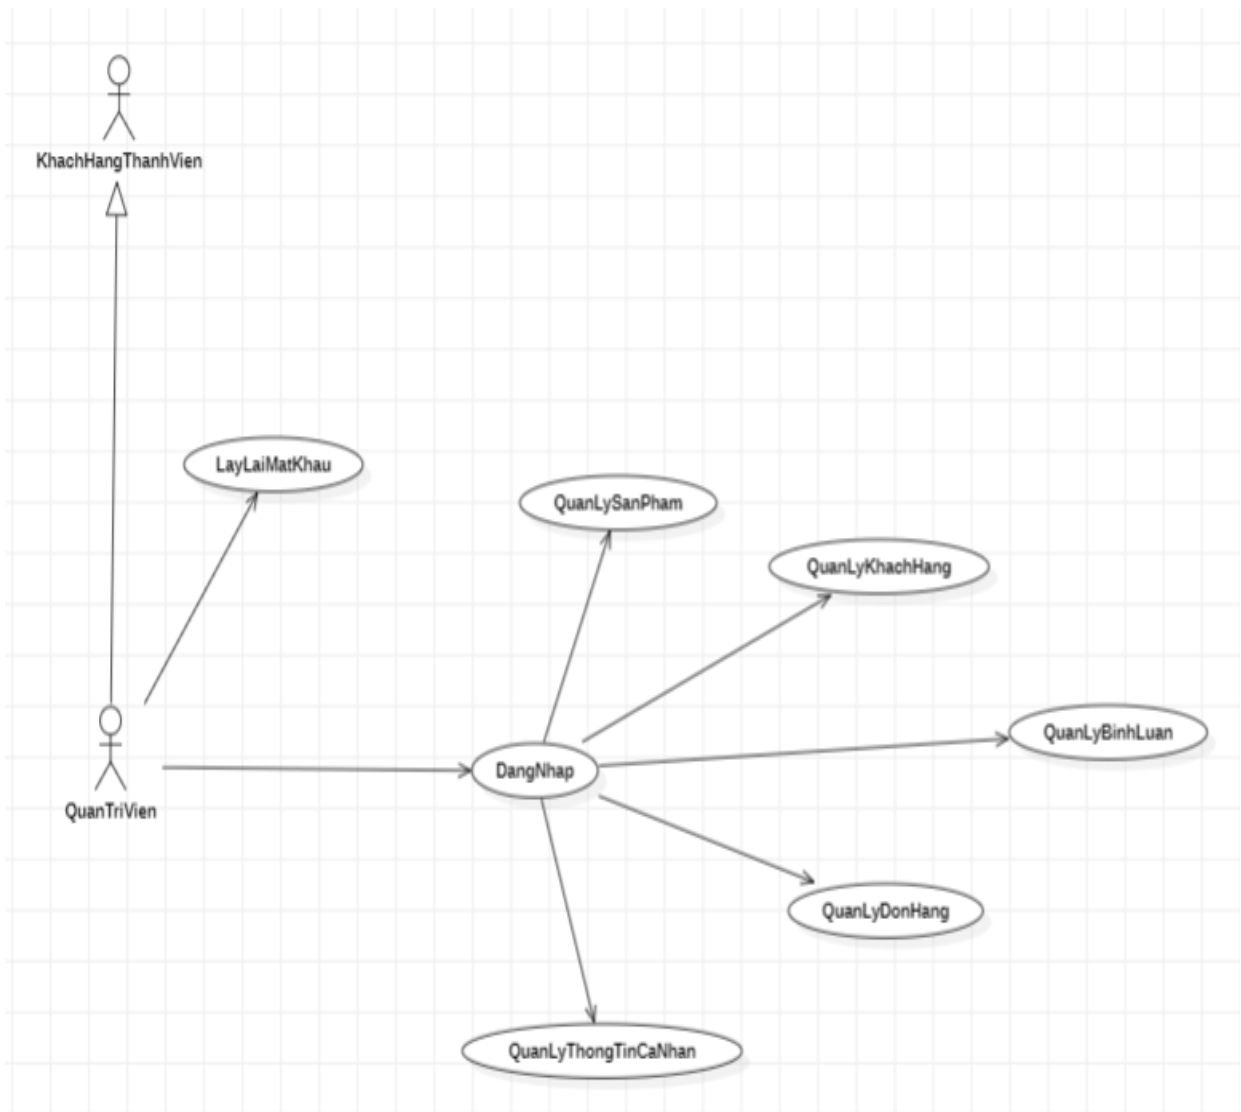 KhachHangThanhVien
LayLaiMatKhau
QuanLySanPham
QuanLyKhachHang
QuanLyBinhLuan
DangNhap
QuanTriVien
QuanLyDonHang
QuanLyThongTinCaNhan